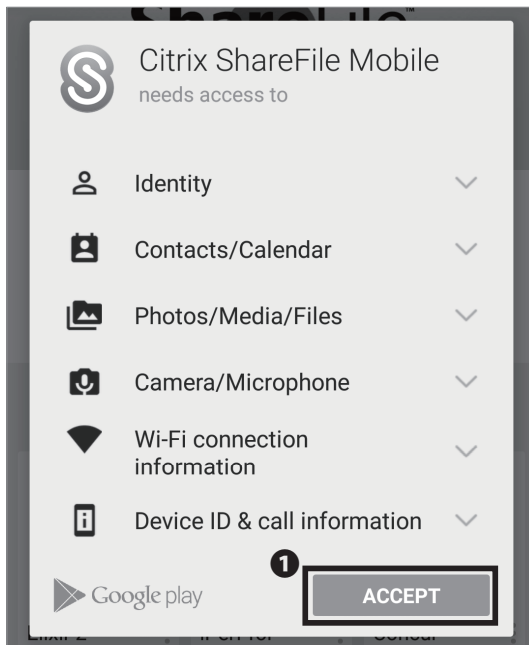 ShareFile™
Citrix ShareFile Mobile
needs access to
Identity
Contacts/Calendar
Photos/Media/Files
Camera/Microphone
Wi-Fi connection
information
Device ID & call information
1
Google play
ACCEPT